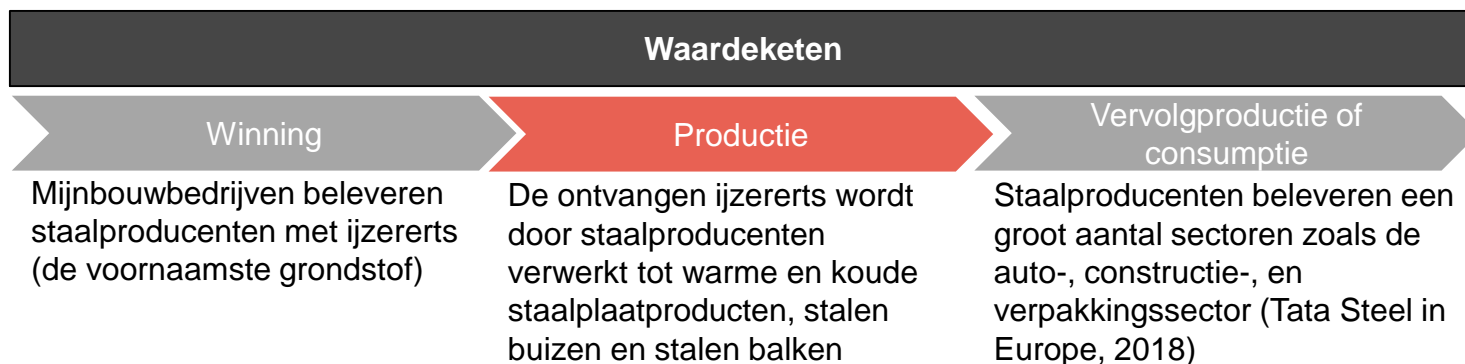 Waardeketen
Winning
Productie
Vervolgproductie of
consumptie
Mijnbouwbedrijven beleveren
staalproducenten met ijzererts
(de voornaamste grondstof)
De ontvangen ijzererts wordt
door staalproducenten
verwerkt tot warme en koude
staalplaatproducten, stalen
buizen en stalen balken
Staalproducenten beleveren een
groot aantal sectoren zoals de
auto-, constructie-, en
verpakkingssector (Tata Steel in
Europe, 2018)